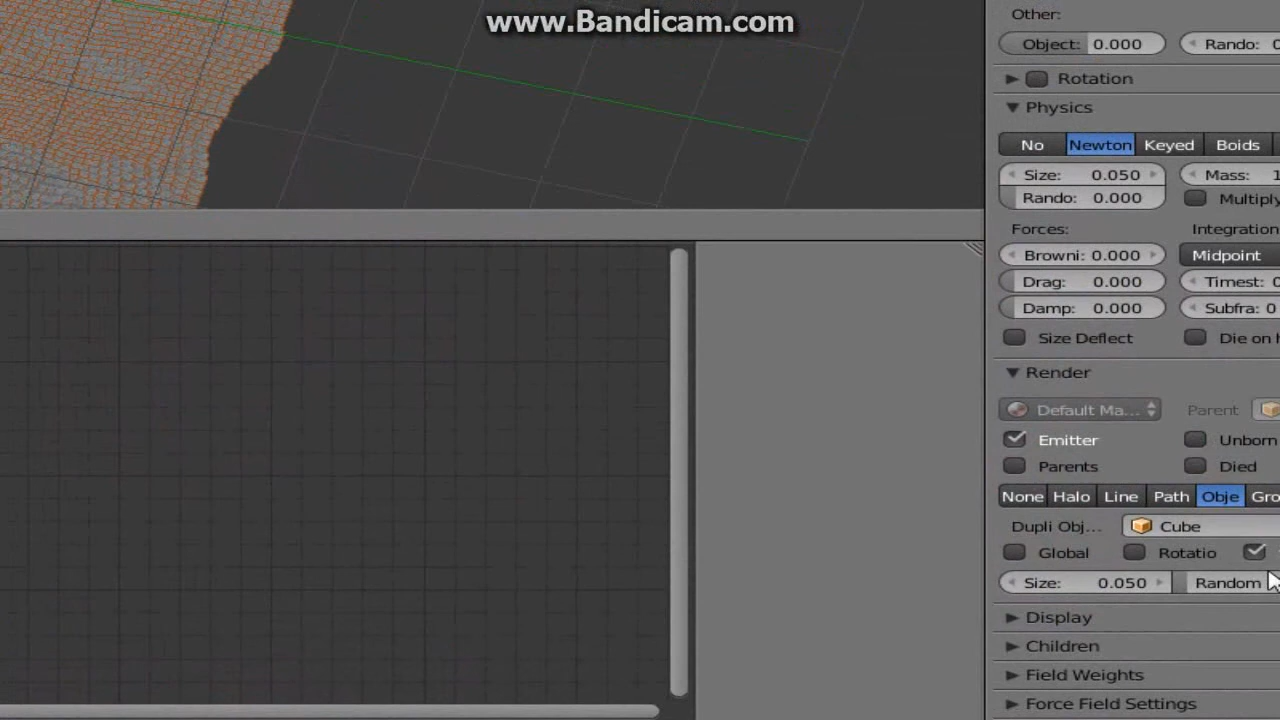 www.Bandicam.com
Other:
Object: 0.000 Rando:
Rotation
Physics
No Newton Keyed Boids
Size: 0.050 Mass: 1
Rando: 0.000 Multiply
Forces: Integration
Browni: 0.000 Midpoint
Drag: 0.000 Timest:
Damp: 0.000 Subfra: 0
Size Deflect Die on
Render
Default Ma... Parent
Emitter Unborn
Parents Died
None Halo Line Path Obje Gro
Dupli Obj... Cube
Global Rotatio
Size: 0.050 Random
Display
Children
Field Weights
Force Field Settings